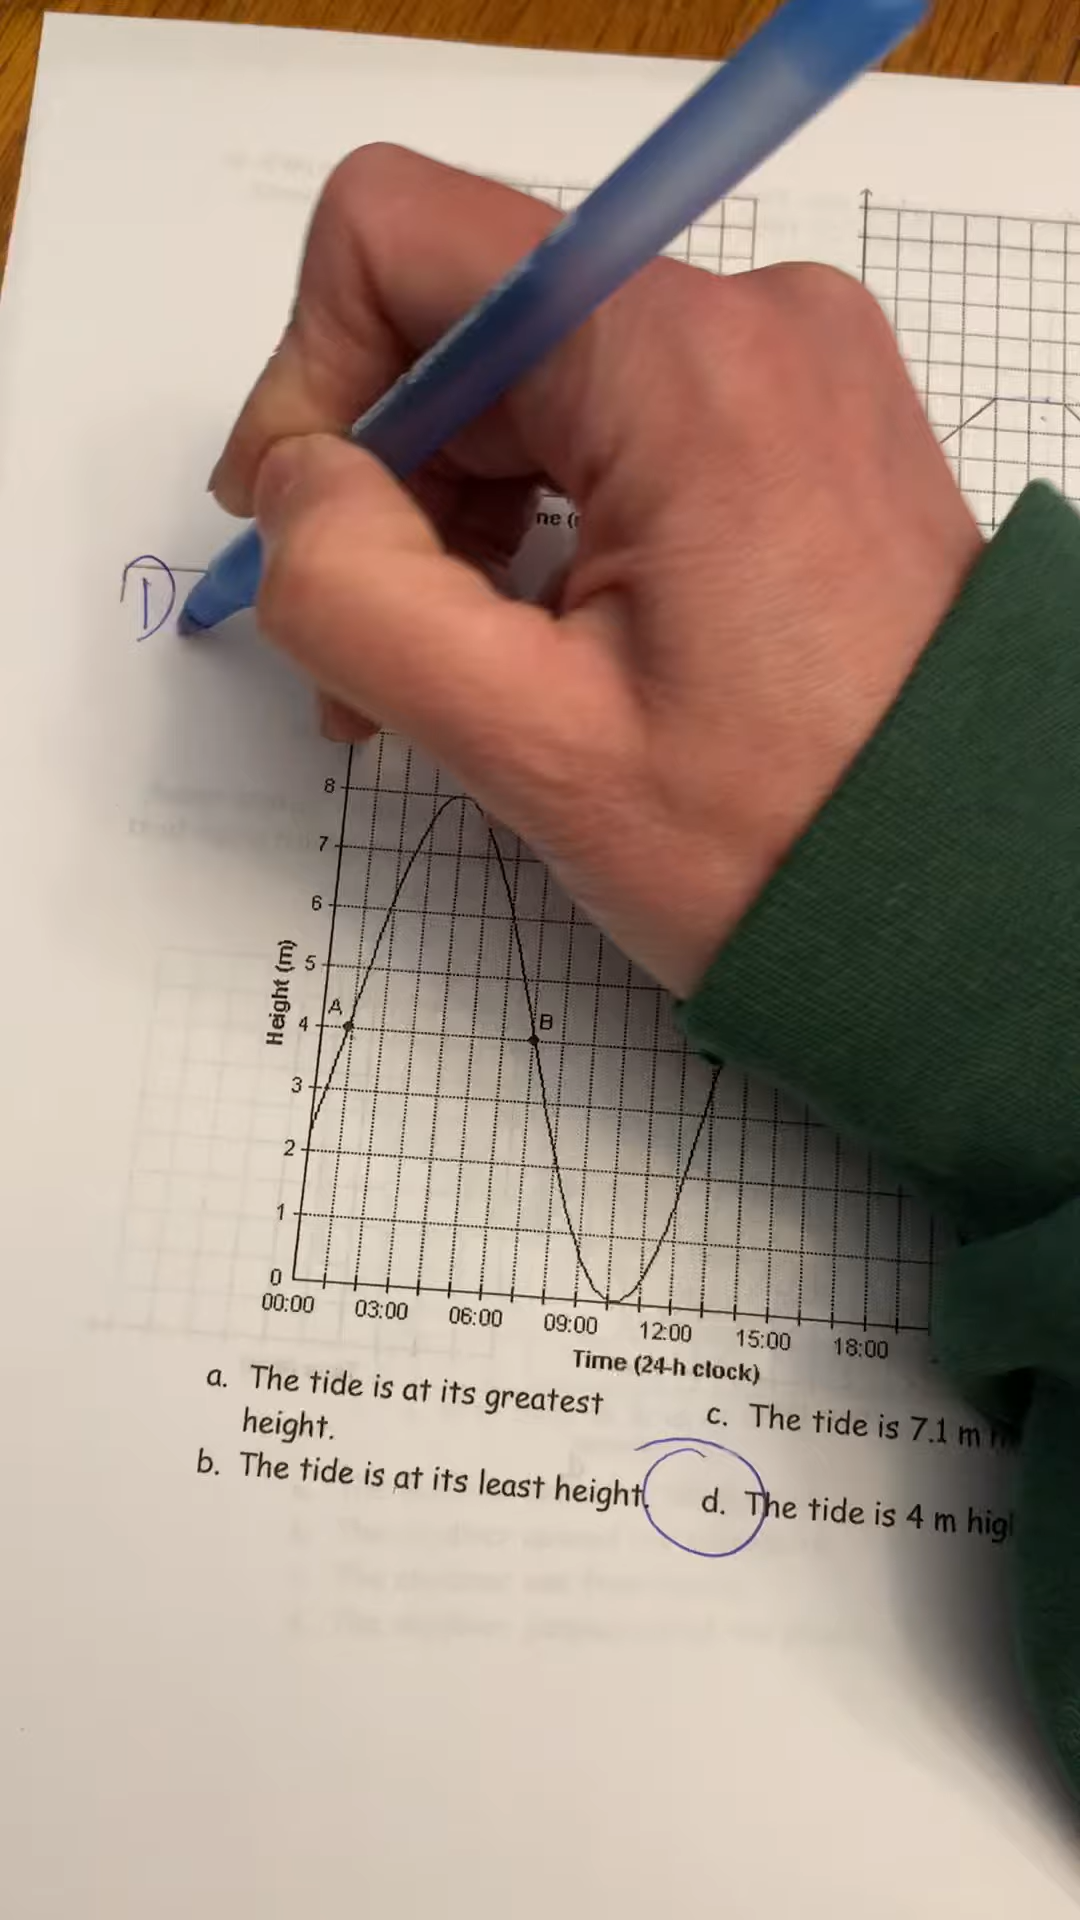 ne (
D
8
7
6
5
4
3
2
1
0
Height (m)
A
B
00:00 03:00 06:00 09:00 12:00 15:00 18:00
Time (24-h clock)
a. The tide is at its greatest
height.
b. The tide is at its least height.
c. The tide is 7.1 m
d. The tide is 4 m hig